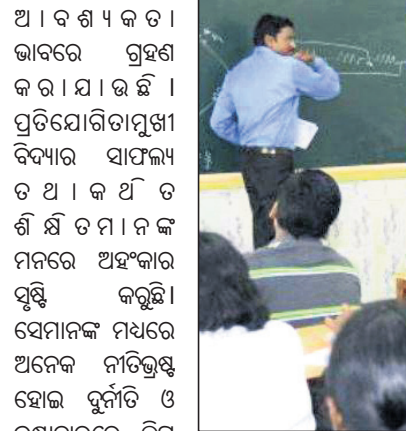 ଆବଶ୍ୟକତା
ଭାବରେ ଗ୍ରହଣ
କରାଯାଉଛି ।
ପ୍ରତିଯୋଗିତାମୁଖୀ
ବିଦ୍ୟାର ସାଫଲ୍ୟ
ତଥାକଥିତ
ଶିକ୍ଷିତମାନଙ୍କ
ମନରେ ଅହଂକାର
ସୃଷ୍ଟି କରୁଛି।
ସେମାନଙ୍କ ମଧ୍ୟରେ
ଅନେକ ନୀତିଭ୍ରଷ୍ଟ
ହୋଇ ଦୁର୍ନୀତି ଓ